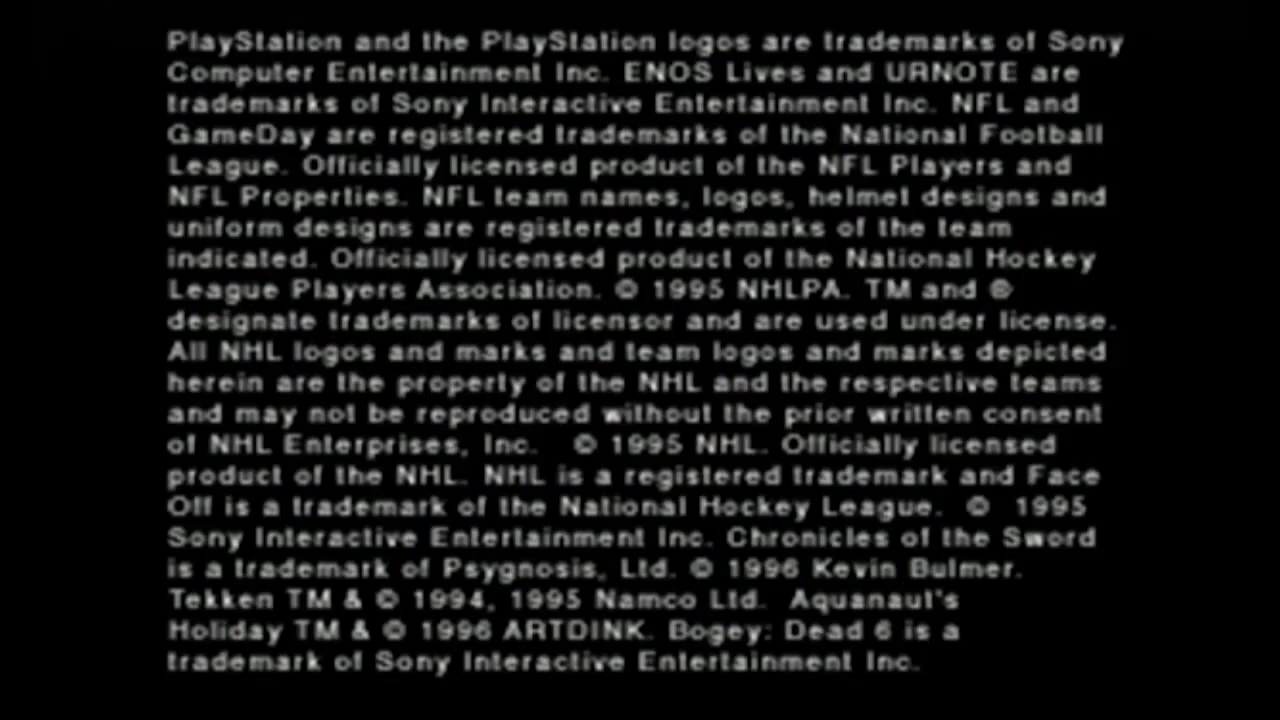 PlayStation and the PlayStation logos are trademarks of Sony
Computer Entertainment Inc. ENOS Lives and URNOTE are
trademarks of Sony Interactive Entertainment Inc. NFL and
GameDay are registered trademarks of the National Football
League. Officially licensed product of the NFL Players and
NFL Properties. NFL team names, logos, helmet designs and
uniform designs are registered trademarks of the team
indicated. Officially licensed product of the National Hockey
League Players Association. © 1995 NHLPA. TM and ®
designate trademarks of licensor and are used under license.
All NHL logos and marks and team logos and marks depicted
herein are the property of the NHL and the respective teams
and may not be reproduced without the prior written consent
of NHL Enterprises, Inc. © 1995 NHL. Officially licensed
product of the NHL. NHL is a registered trademark and Face
Off is a trademark of the National Hockey League. © 1995
Sony Interactive Entertainment Inc. Chronicles of the Sword
is a trademark of Psygnosis, Ltd. © 1996 Kevin Bulmer.
Tekken TM & © 1994, 1995 Namco Ltd. Aquanaut's
Holiday TM & © 1996 ARTDINK. Bogey: Dead 6 is a
trademark of Sony Interactive Entertainment Inc.